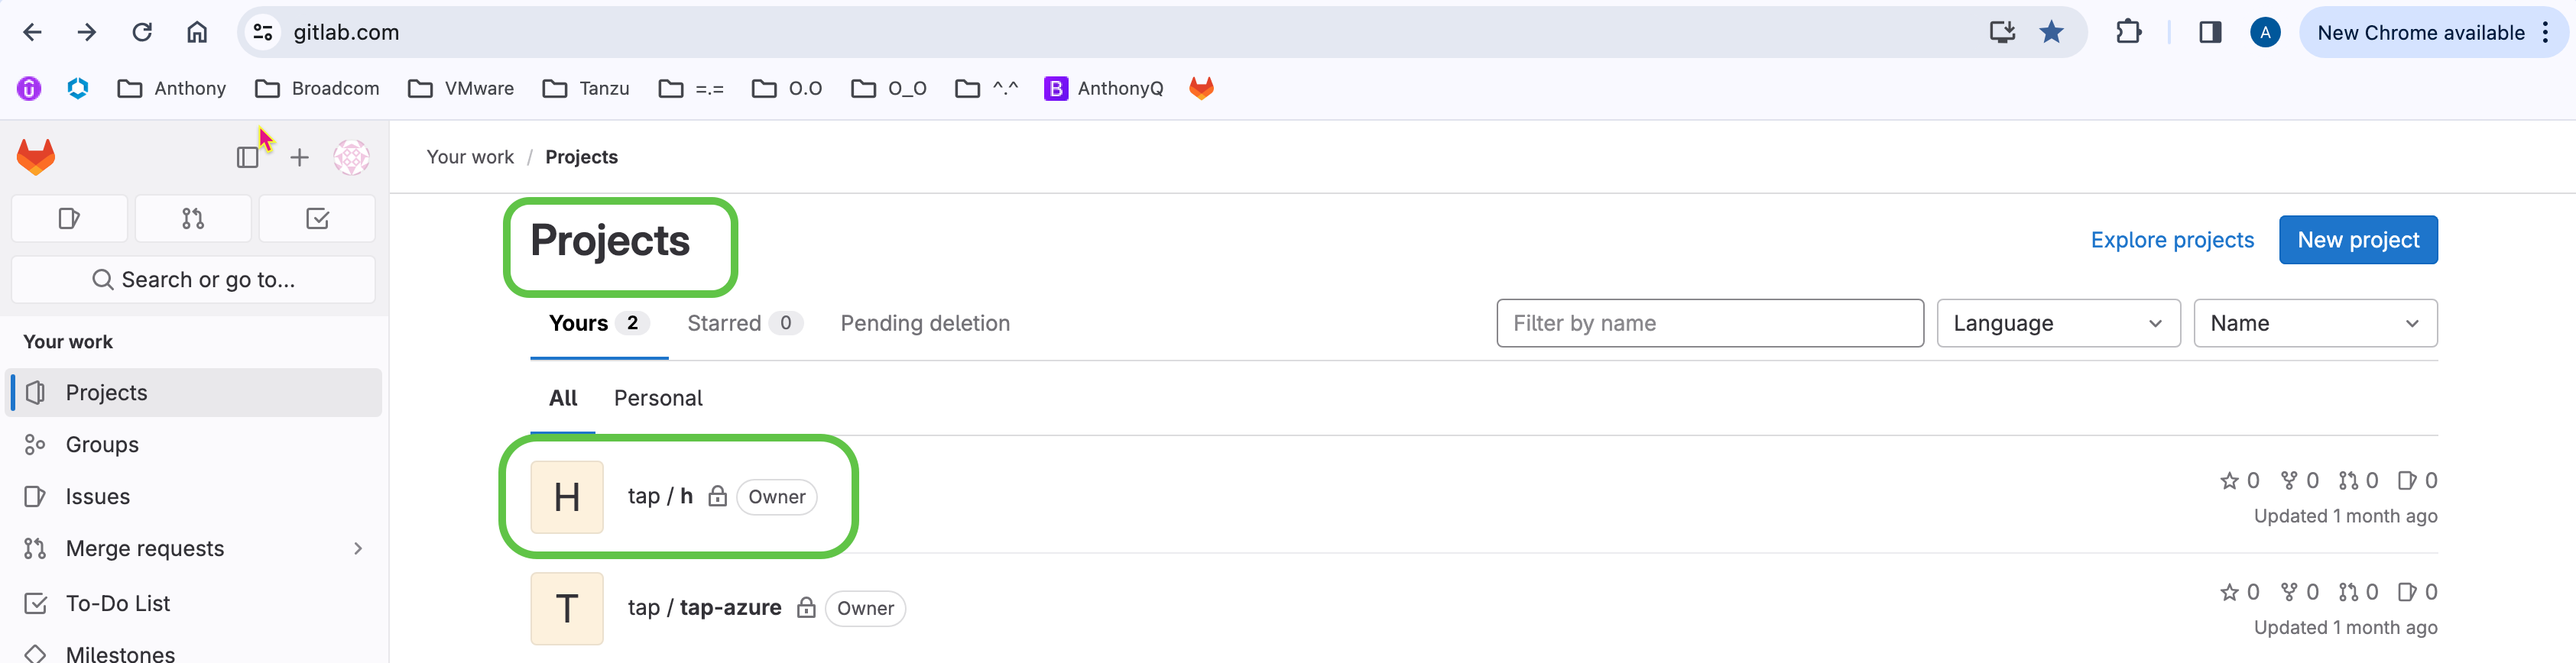 gitlab.com
A
New Chrome available
Anthony
Broadcom
VMware
Tanzu
=.=
O.O
O_O
^.^
B AnthonyQ
Your work / Projects
Search or go to...
Your work
Projects
Groups
Issues
Merge requests
To-Do List
Milestones
Projects
Explore projects
New project
Yours 2
Starred 0
Pending deletion
Filter by name
Language
Name
All
Personal
H
tap / h
Owner
0 0 0 0
Updated 1 month ago
T
tap / tap-azure
Owner
0 0 0 0
Updated 1 month ago